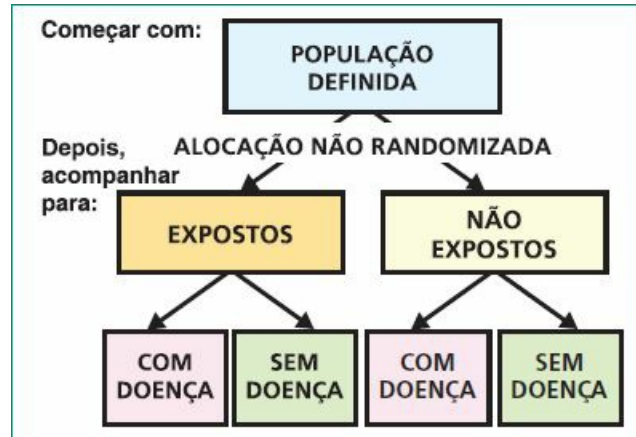 Começar com:
POPULAÇÃO
DEFINIDA
Depois,
acompanhar
para:
ALOCAÇÃO NÃO RANDOMIZADA
EXPOSTOS
NÃO
EXPOSTOS
COM
DOENÇA
SEM
DOENÇA
COM
DOENÇA
SEM
DOENÇA